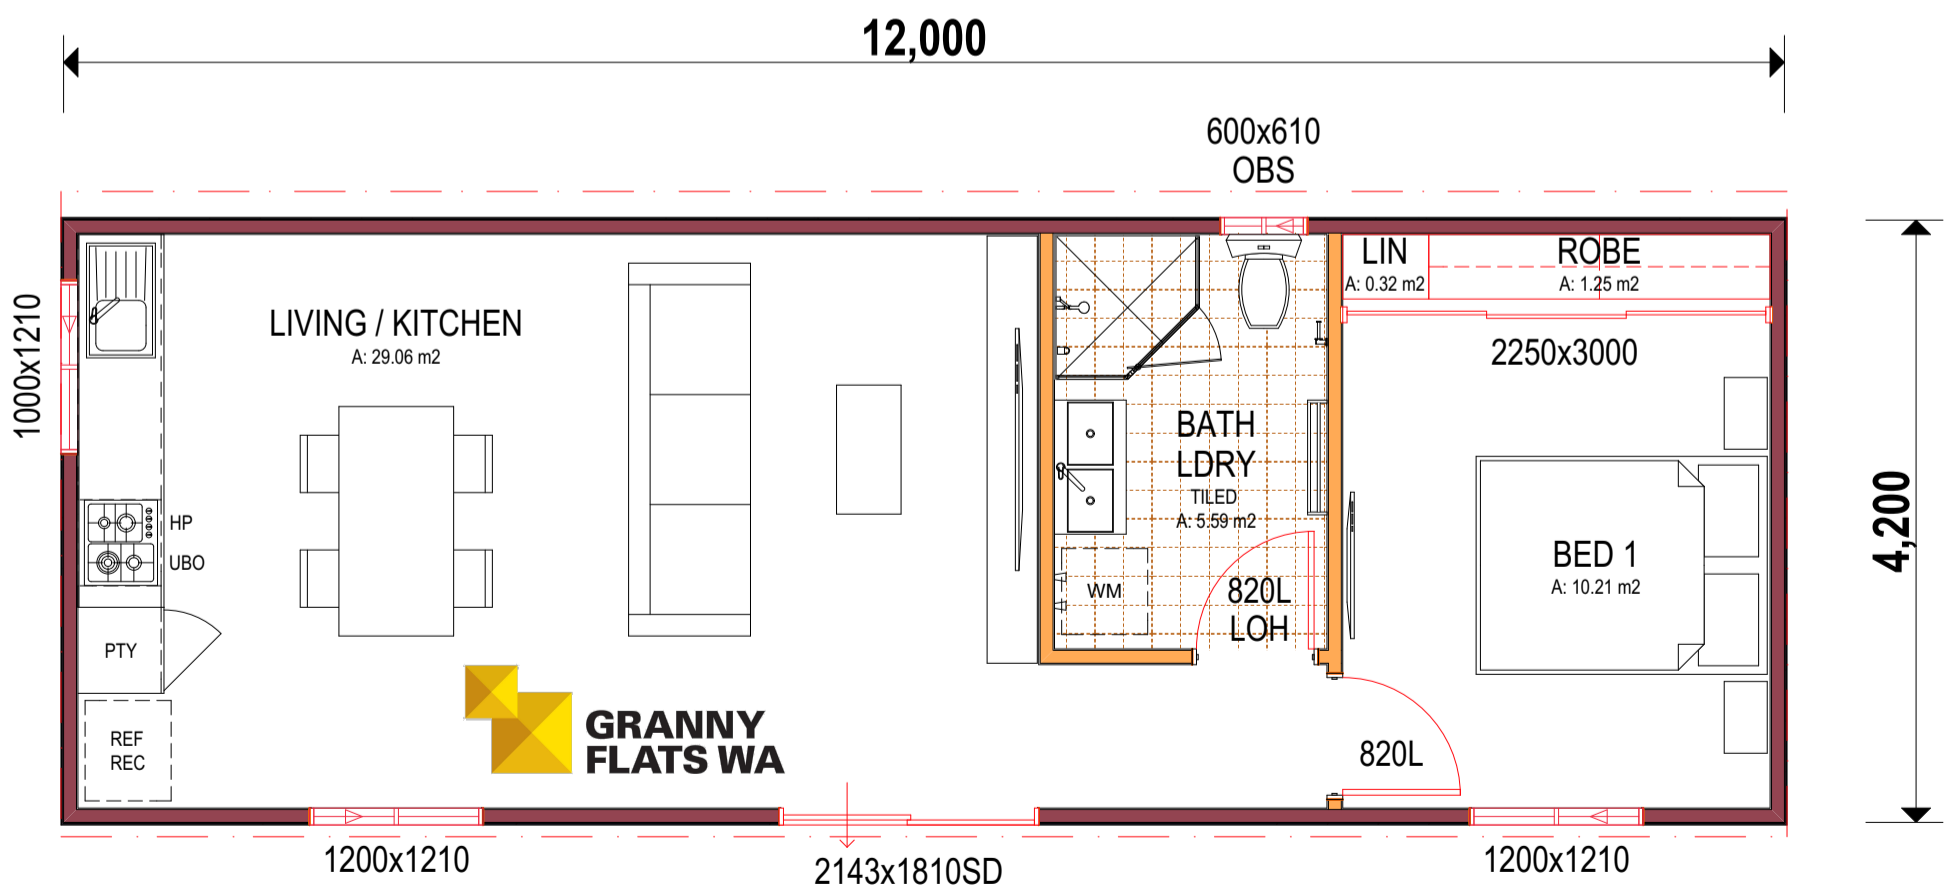 12,000
600x610
OBS
LIN
A: 0.32 m2
ROBE
A: 1.25 m2
1000x1210
LIVING / KITCHEN
A: 29.06 m2
2250x3000
BATH
LDRY
TILED
A: 5.59 m2
HP
UBO
4,200
BED 1
A: 10.21 m2
WM
820L
LOH
PTY
REF
REC
GRANNY
FLATS WA
820L
1200x1210
2143x1810SD
1200x1210